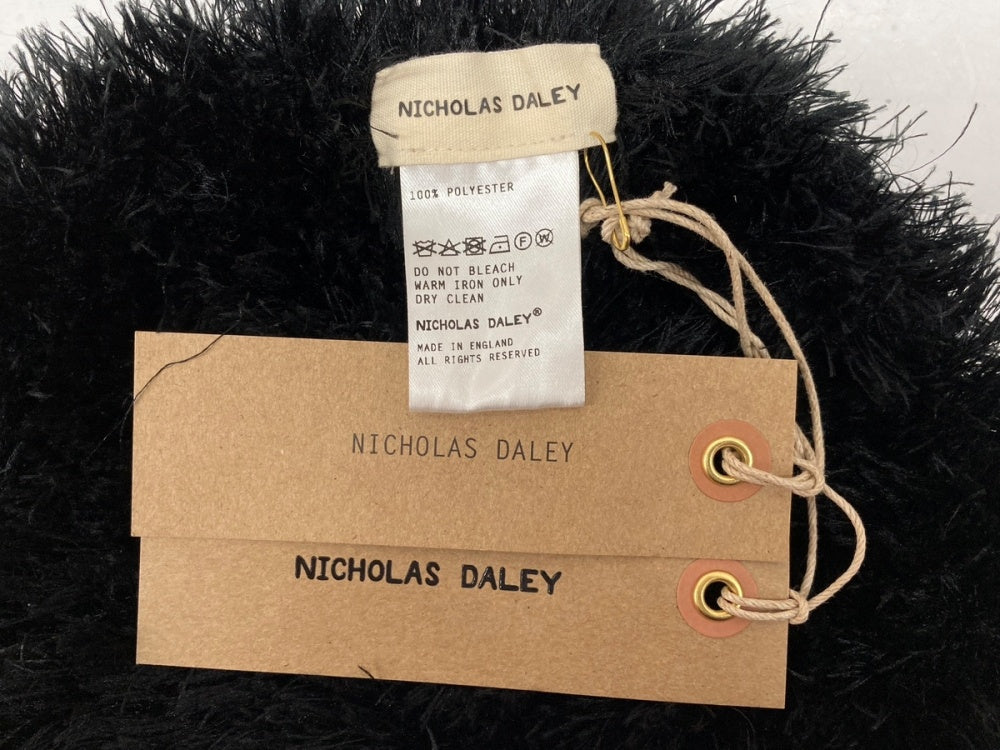 NICHOLAS DALEY
100% POLYESTER
F W
DO NOT BLEACH
WARM IRON ONLY
DRY CLEAN
NICHOLAS DALEY®
MADE IN ENGLAND
ALL RIGHTS RESERVED
NICHOLAS DALEY
NICHOLAS DALEY